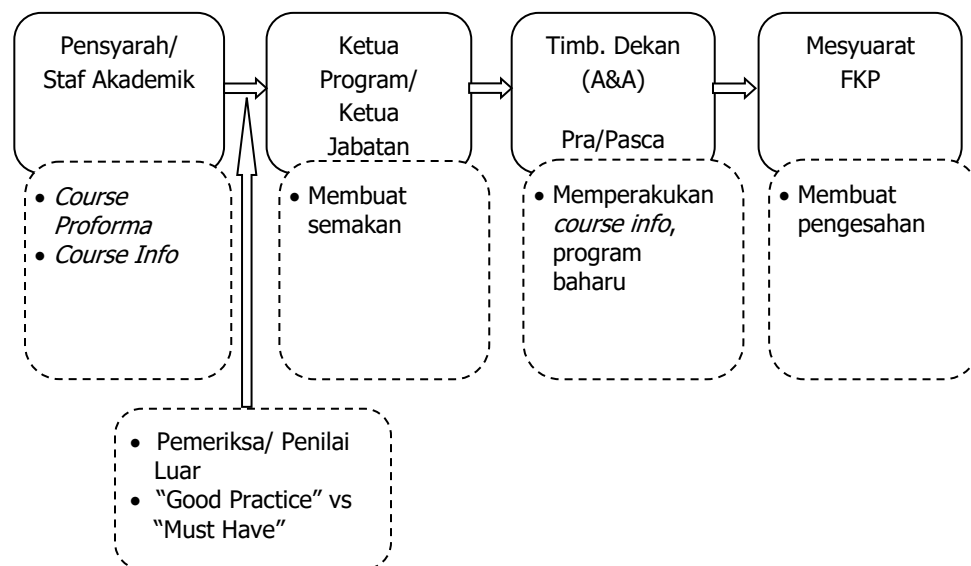 Pensyarah/
Staf Akademik
• Course
Proforma
• Course Info
Ketua
Program/
Ketua
Jabatan
• Membuat
semakan
Timb. Dekan
(A&A)
Pra/Pasca
• Memperakukan
course info,
program
baharu
Mesyuarat
FKP
• Membuat
pengesahan
• Pemeriksa/ Penilai
Luar
• “Good Practice” vs
“Must Have”